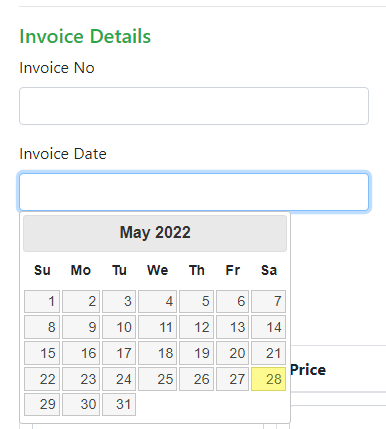 Invoice Details
Invoice No
Invoice Date
May 2022
Su Mo Tu We Th Fr Sa
1 2 3 4 5 6 7
8 9 10 11 12 13 14
15 16 17 18 19 20 21
22 23 24 25 26 27 28
Price
29 30 31